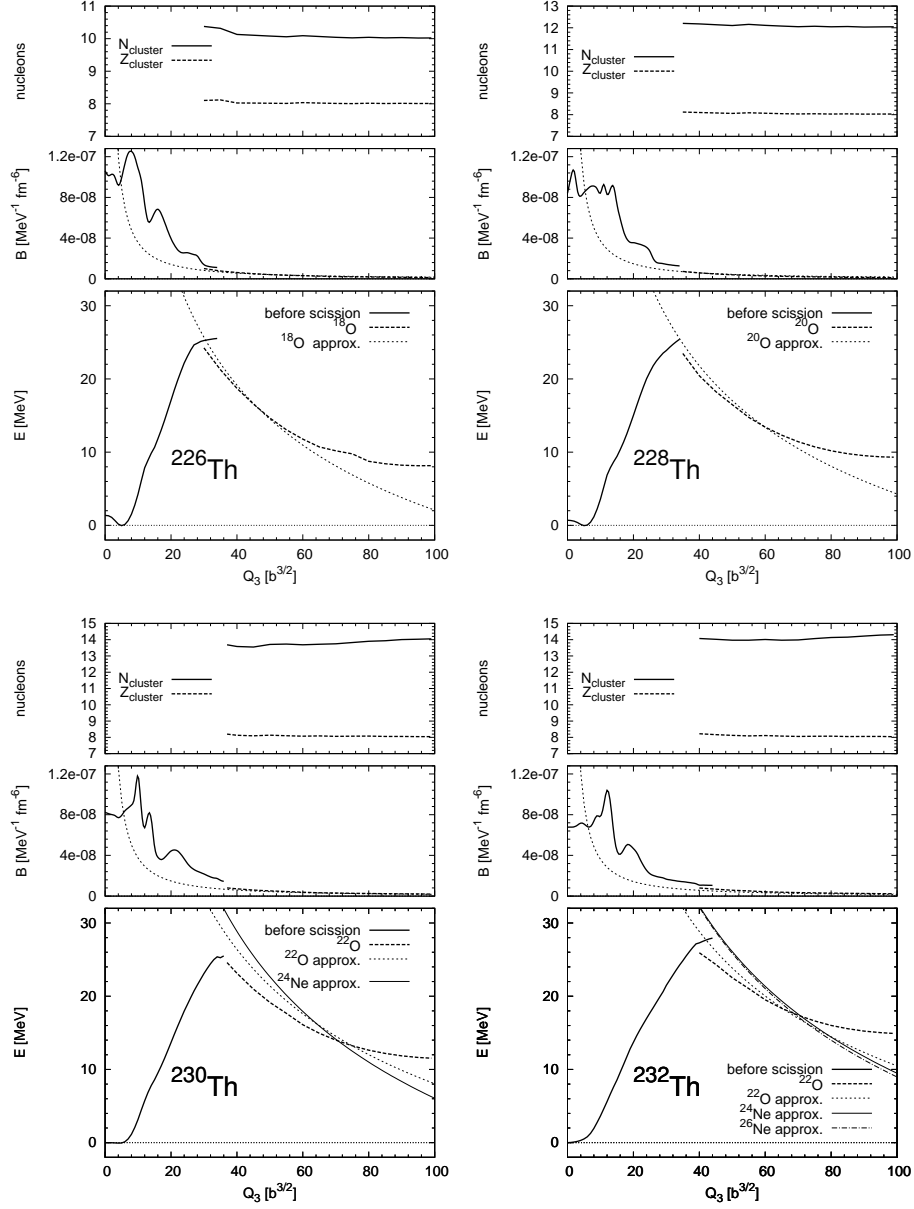 13
12
11
10
9
8
7
nucleons
N_cluster
Z_cluster
1.2e-07
8e-08
4e-08
0
B [MeV⁻¹ fm⁻⁶]
30
20
10
0
E [MeV]
before scission
¹⁸O
¹⁸O approx.
²²⁶Th
0 20 40 60 80 100
Q₃ [b^3/2]
13
12
11
10
9
8
7
nucleons
N_cluster
Z_cluster
1.2e-07
8e-08
4e-08
0
B [MeV⁻¹ fm⁻⁶]
30
20
10
0
E [MeV]
before scission
²⁰O
²⁰O approx.
²²⁸Th
0 20 40 60 80 100
Q₃ [b^3/2]
15
14
13
12
11
10
9
8
7
nucleons
N_cluster
Z_cluster
1.2e-07
8e-08
4e-08
0
B [MeV⁻¹ fm⁻⁶]
30
20
10
0
E [MeV]
before scission
²²O
²²O approx.
²⁴Ne approx.
²³⁰Th
0 20 40 60 80 100
Q₃ [b^3/2]
15
14
13
12
11
10
9
8
7
nucleons
N_cluster
Z_cluster
1.2e-07
8e-08
4e-08
0
B [MeV⁻¹ fm⁻⁶]
30
20
10
0
E [MeV]
²³²Th
before scission
²²O
²²O approx.
²⁴Ne approx.
²⁶Ne approx.
0 20 40 60 80 100
Q₃ [b^3/2]